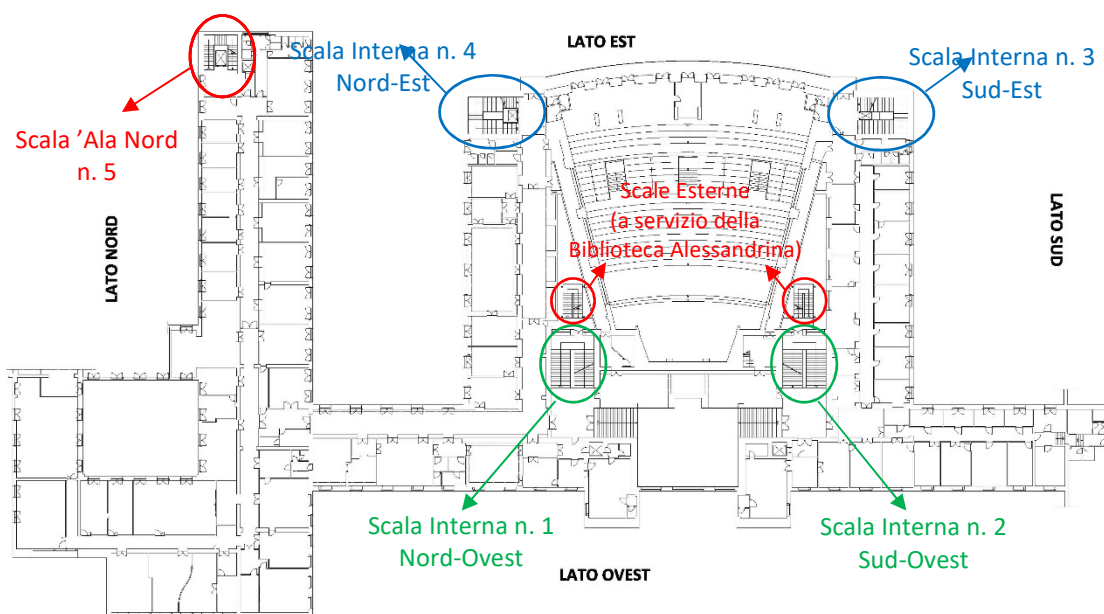 LATO EST
Scala Interna n. 4
Nord-Est
Scala Interna n. 3
Sud-Est
Scala 'Ala Nord
n. 5
LATO NORD
Scale Esterne
(a servizio della
Biblioteca Alessandrina)
LATO SUD
Scala Interna n. 1
Nord-Ovest
Scala Interna n. 2
Sud-Ovest
LATO OVEST